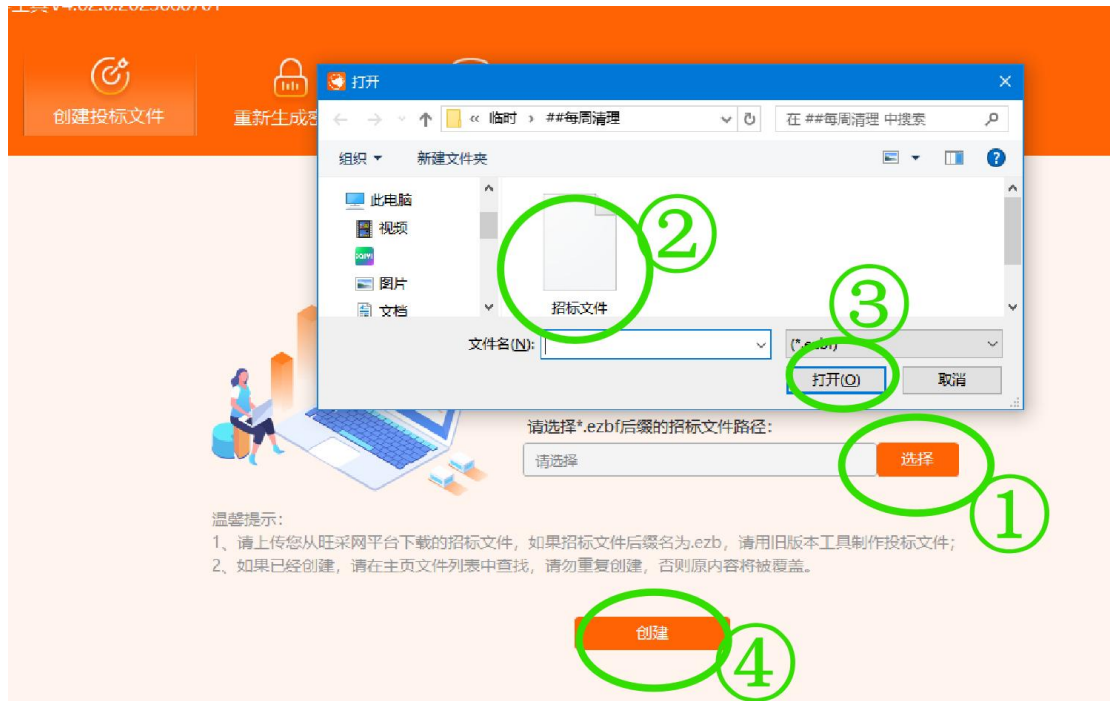 创建投标文件
重新生成密
打开
« 临时 › ##每周清理
在 ##每周清理 中搜索
组织
新建文件夹
此电脑
视频
图片
文档
招标文件
②
③
文件名(N):
打开(O)
取消
请选择*.ezbf后缀的招标文件路径:
请选择
选择
①
温馨提示:
1、请上传您从旺采网平台下载的招标文件，如果招标文件后缀名为.ezb，请用旧版本工具制作投标文件；
2、如果已经创建，请在主页文件列表中查找，请勿重复创建，否则原内容将被覆盖。
创建
④